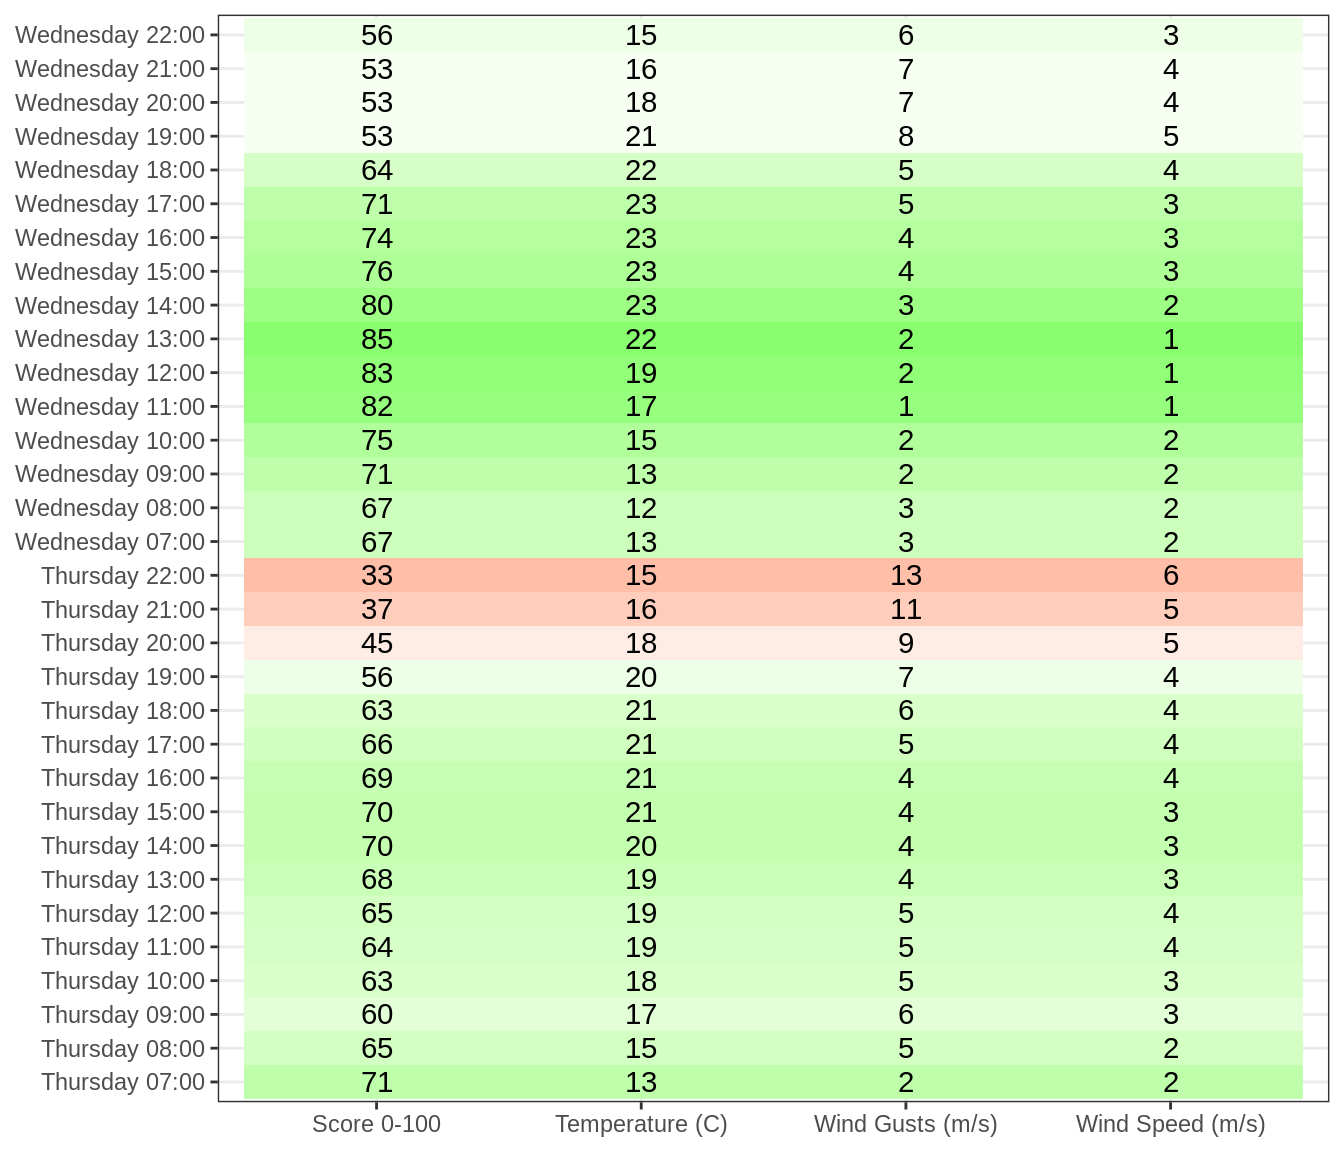 Wednesday 22:00 56 15 6 3
Wednesday 21:00 53 16 7 4
Wednesday 20:00 53 18 7 4
Wednesday 19:00 53 21 8 5
Wednesday 18:00 64 22 5 4
Wednesday 17:00 71 23 5 3
Wednesday 16:00 74 23 4 3
Wednesday 15:00 76 23 4 3
Wednesday 14:00 80 23 3 2
Wednesday 13:00 85 22 2 1
Wednesday 12:00 83 19 2 1
Wednesday 11:00 82 17 1 1
Wednesday 10:00 75 15 2 2
Wednesday 09:00 71 13 2 2
Wednesday 08:00 67 12 3 2
Wednesday 07:00 67 13 3 2
Thursday 22:00 33 15 13 6
Thursday 21:00 37 16 11 5
Thursday 20:00 45 18 9 5
Thursday 19:00 56 20 7 4
Thursday 18:00 63 21 6 4
Thursday 17:00 66 21 5 4
Thursday 16:00 69 21 4 4
Thursday 15:00 70 21 4 3
Thursday 14:00 70 20 4 3
Thursday 13:00 68 19 4 3
Thursday 12:00 65 19 5 4
Thursday 11:00 64 19 5 4
Thursday 10:00 63 18 5 3
Thursday 09:00 60 17 6 3
Thursday 08:00 65 15 5 2
Thursday 07:00 71 13 2 2
Score 0-100 Temperature (C) Wind Gusts (m/s) Wind Speed (m/s)